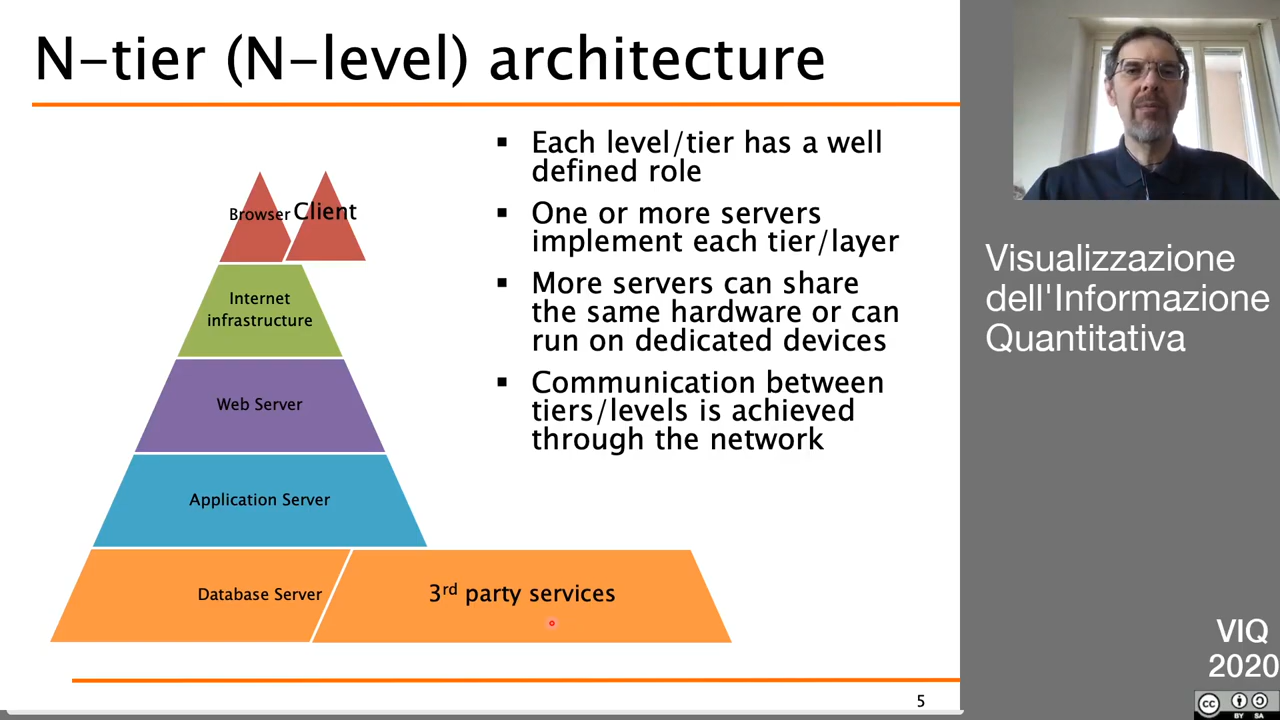 N-tier (N-level) architecture
Browser
Client
Internet
infrastructure
Web Server
Application Server
Database Server
3rd party services
▪ Each level/tier has a well
defined role
▪ One or more servers
implement each tier/layer
▪ More servers can share
the same hardware or can
run on dedicated devices
▪ Communication between
tiers/levels is achieved
through the network
5
Visualizzazione
dell'Informazione
Quantitativa
VIQ
2020
cc
BY SA